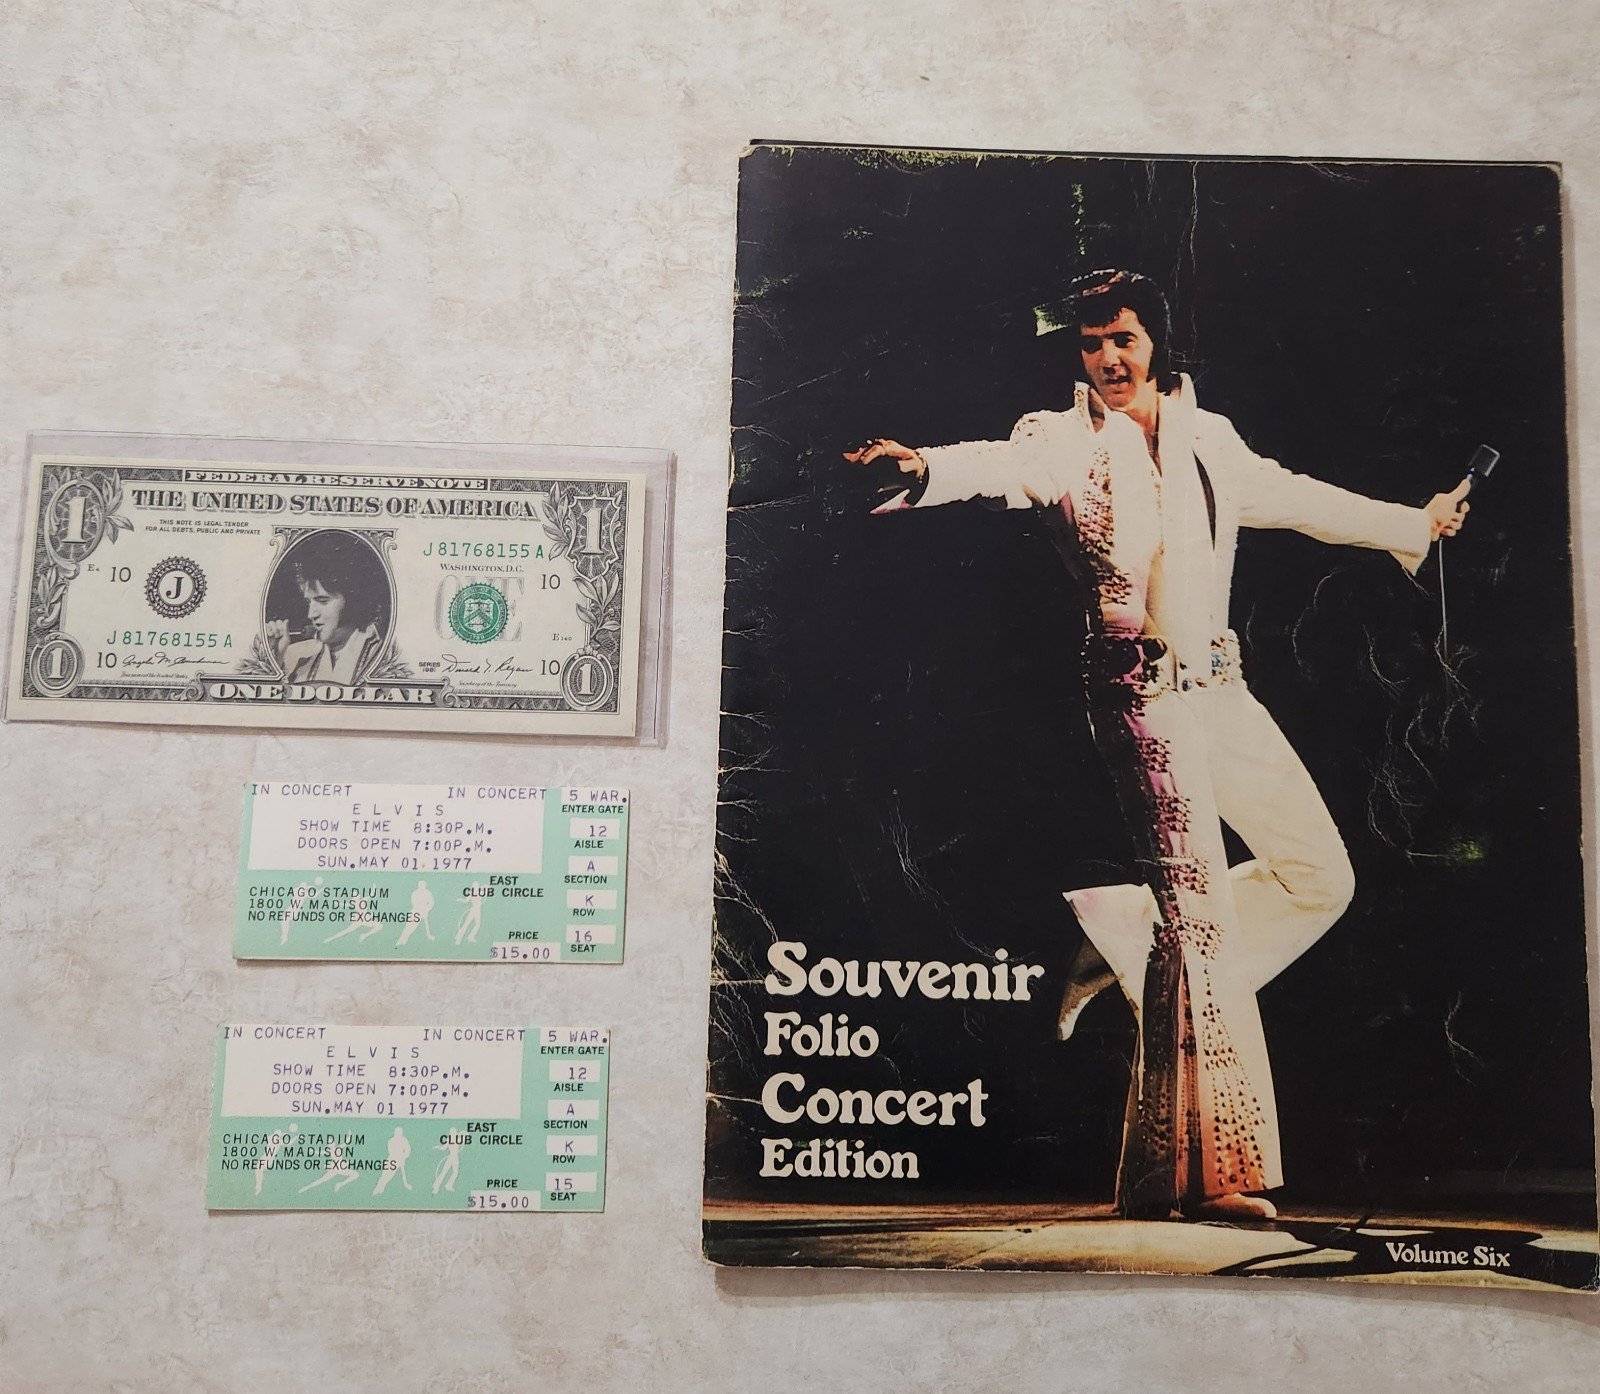 FEDERAL RESERVE NOTE
THE UNITED STATES OF AMERICA
THIS NOTE IS LEGAL TENDER
FOR ALL DEBTS, PUBLIC AND PRIVATE
1
1
J 81768155 A
WASHINGTON, D.C.
ONE
10
10
J
J 81768155 A
10
10
SERIES
1981
1
1
ONE DOLLAR
IN CONCERT IN CONCERT
ELVIS
SHOW TIME 8:30P.M.
DOORS OPEN 7:00P.M.
SUN.MAY 01 1977
CHICAGO STADIUM
1800 W. MADISON
NO REFUNDS OR EXCHANGES
EAST
CLUB CIRCLE
PRICE
$15.00
5 WAR.
ENTER GATE
12
AISLE
A
SECTION
K
ROW
16
SEAT
IN CONCERT IN CONCERT
ELVIS
SHOW TIME 8:30P.M.
DOORS OPEN 7:00P.M.
SUN.MAY 01 1977
CHICAGO STADIUM
1800 W. MADISON
NO REFUNDS OR EXCHANGES
EAST
CLUB CIRCLE
PRICE
$15.00
5 WAR.
ENTER GATE
12
AISLE
A
SECTION
K
ROW
15
SEAT
Souvenir
Folio
Concert
Edition
Volume Six